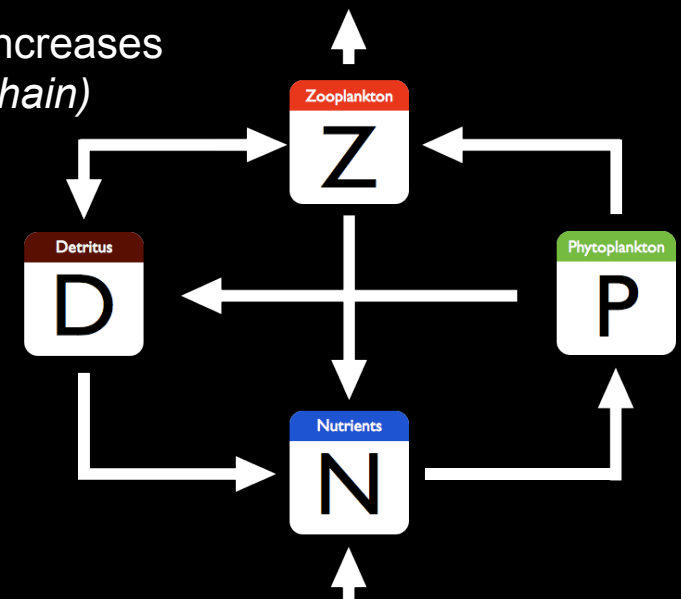 ncreases
hain)
Zooplankton
Z
Detritus
D
Phytoplankton
P
Nutrients
N